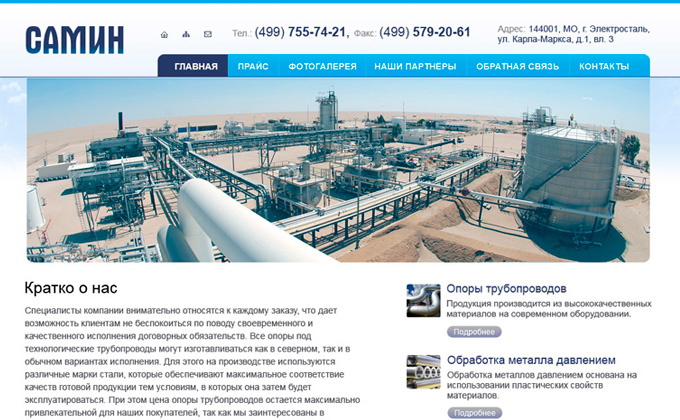 САМИН
Тел.: (499) 755-74-21, Факс: (499) 579-20-61
Адрес: 144001, МО, г. Электросталь,
ул. Карла-Маркса, д.1, вл. 3
ГЛАВНАЯ ПРАЙС ФОТОГАЛЕРЕЯ НАШИ ПАРТНЕРЫ ОБРАТНАЯ СВЯЗЬ КОНТАКТЫ
Кратко о нас
Специалисты компании внимательно относятся к каждому заказу, что дает
возможность клиентам не беспокоиться по поводу своевременного и
качественного исполнения договорных обязательств. Все опоры под
технологические трубопроводы могут изготавливаться как в северном, так и в
обычном вариантах исполнения. Для этого на производстве используются
различные марки стали, которые обеспечивают максимальное соответствие
качеств готовой продукции тем условиям, в которых она затем будет
эксплуатироваться. При этом цена опоры трубопроводов остается максимально
привлекательной для наших покупателей, так как мы заинтересованы в
Опоры трубопроводов
Продукция производится из высококачественных
материалов на современном оборудовании.
Подробнее
Обработка металла давлением
Обработка металлов давлением основана на
использовании пластических свойств
материалов.
Подробнее